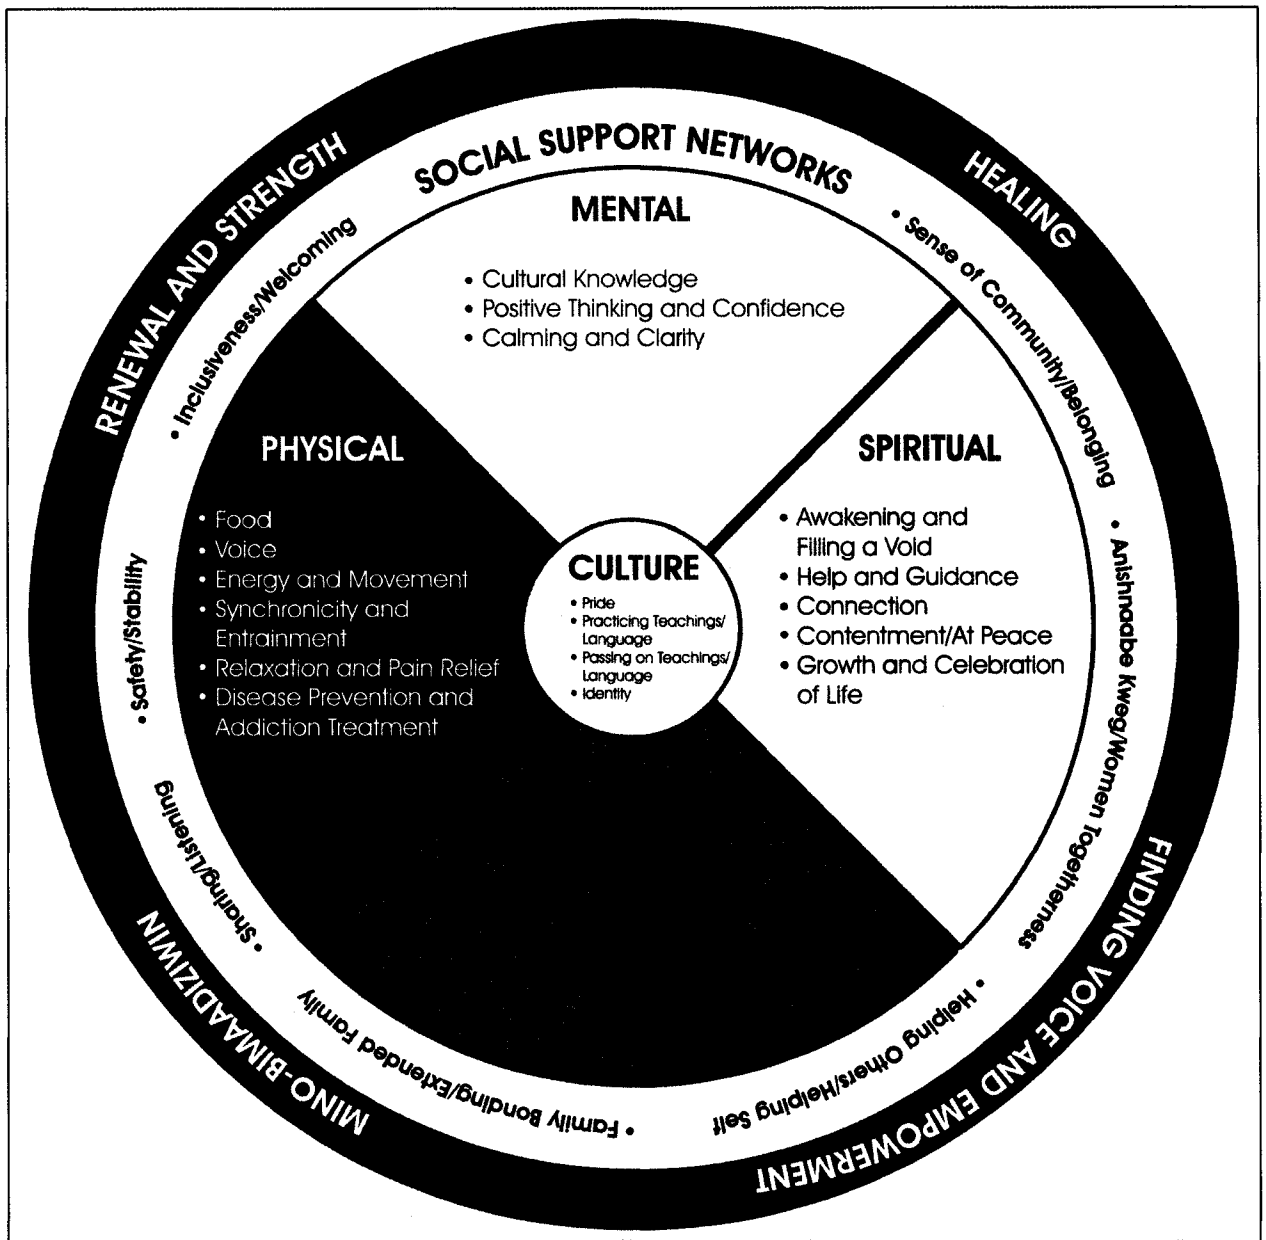 RENEWAL AND STRENGTH
HEALING
FINDING VOICE AND EMPOWERMENT
MINO-BIMAADIZIWIN
SOCIAL SUPPORT NETWORKS
• Sense of Community/Belonging
• Anishnaabe Kweg/Women Togetherness
• Helping Others/Helping Self
• Family Bonding/Extended Family
• Sharing/Listening
• Safety/Stability
• Inclusiveness/Welcoming
MENTAL
• Cultural Knowledge
• Positive Thinking and Confidence
• Calming and Clarity
SPIRITUAL
• Awakening and
Filling a Void
• Help and Guidance
• Connection
• Contentment/At Peace
• Growth and Celebration
of Life
PHYSICAL
• Food
• Voice
• Energy and Movement
• Synchronicity and
Entrainment
• Relaxation and Pain Relief
• Disease Prevention and
Addiction Treatment
CULTURE
• Pride
• Practicing Teachings/
Language
• Passing on Teachings/
Language
• Identity